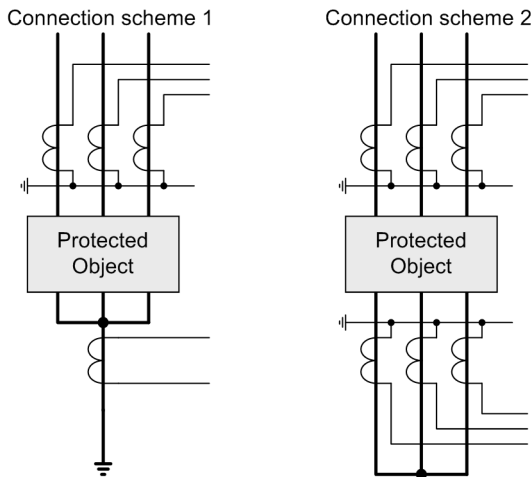 Connection scheme 1
Connection scheme 2
Protected
Object
Protected
Object